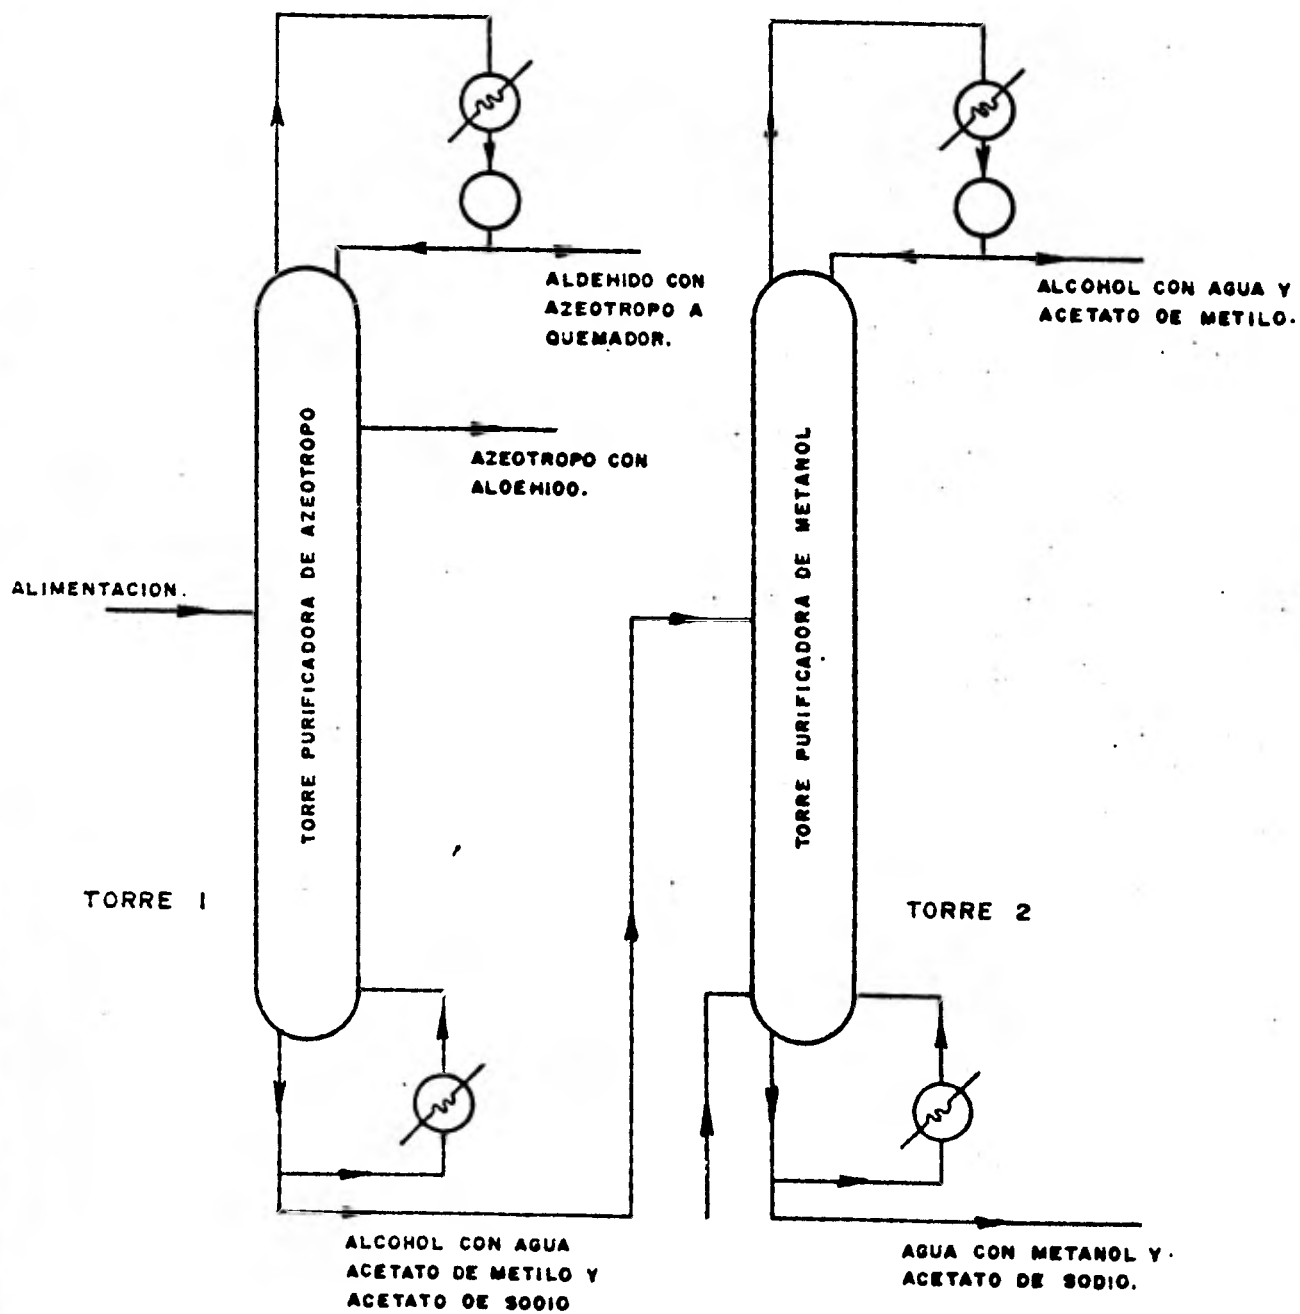 ALDEHIDO CON
AZEOTROPO A
QUEMADOR.
ALCOHOL CON AGUA Y
ACETATO DE METILO.
AZEOTROPO CON
ALDEHIDO.
ALIMENTACION.
TORRE PURIFICADORA DE AZEOTROPO
TORRE PURIFICADORA DE METANOL
TORRE 1
TORRE 2
ALCOHOL CON AGUA
ACETATO DE METILO Y
ACETATO DE SODIO
AGUA CON METANOL Y
ACETATO DE SODIO.